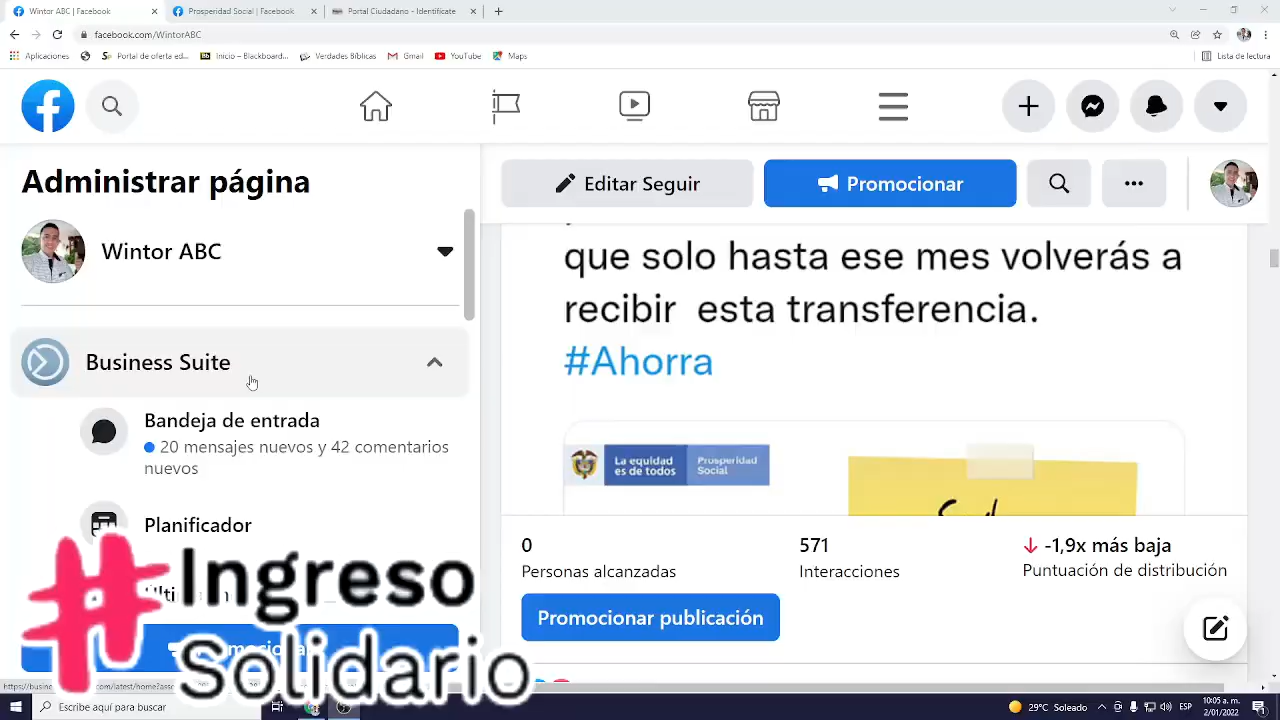 Wintor ABC | Facebook
Prosperidad Social | Facebook
Portal Ciudadano - Identifícate
facebook.com/WintorABC
Aplicaciones
Portal de oferta ed...
Inicio – Blackboard...
Verdades Bíblicas
Gmail
YouTube
Maps
Lista de lectura
Administrar página
Wintor ABC
Business Suite
Bandeja de entrada
20 mensajes nuevos y 42 comentarios
nuevos
Planificador
Editar Seguir
Promocionar
que solo hasta ese mes volverás a
recibir esta transferencia.
#Ahorra
La equidad
es de todos
Prosperidad
Social
0
Personas alcanzadas
571
Interacciones
-1,9x más baja
Puntuación de distribución
Promocionar publicación
#Ingreso
Solidario
Escribe aquí para buscar
29°C Soleado
ESP
10:05 a. m.
2/01/2022